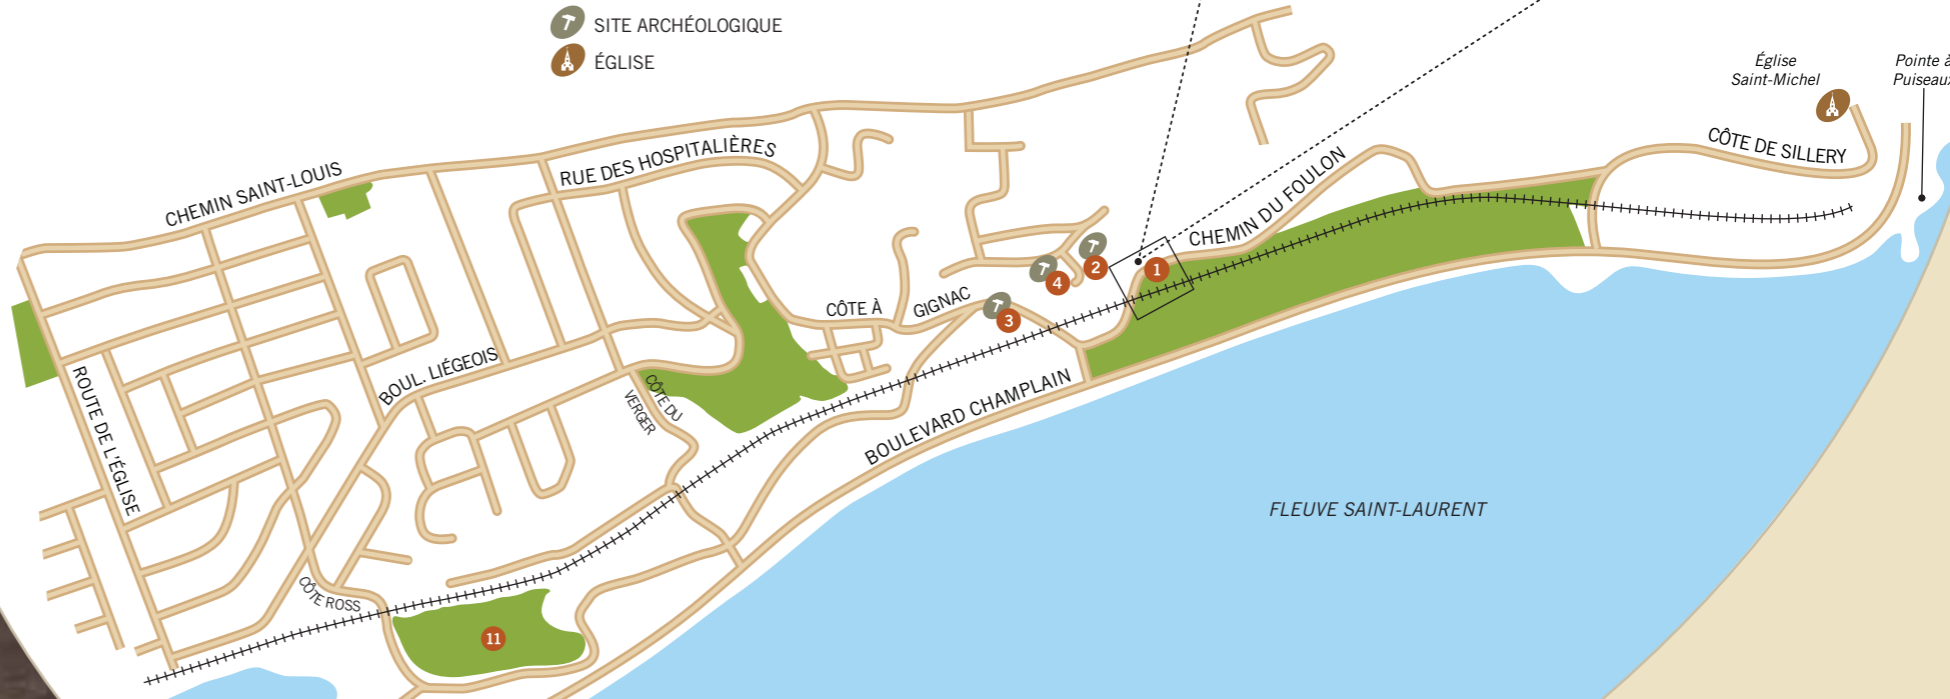 SITE ARCHÉOLOGIQUE
ÉGLISE
Église
Saint-Michel
Pointe à
Puiseaux
CÔTE DE SILLERY
RUE DES HOSPITALIÈRES
CHEMIN SAINT-LOUIS
CHEMIN DU FOULON
2
1
4
3
CÔTE À
GIGNAC
BOUL. LIÉGEOIS
ROUTE DE L'ÉGLISE
CÔTE DU
VERGER
BOULEVARD CHAMPLAIN
FLEUVE SAINT-LAURENT
CÔTE ROSS
11